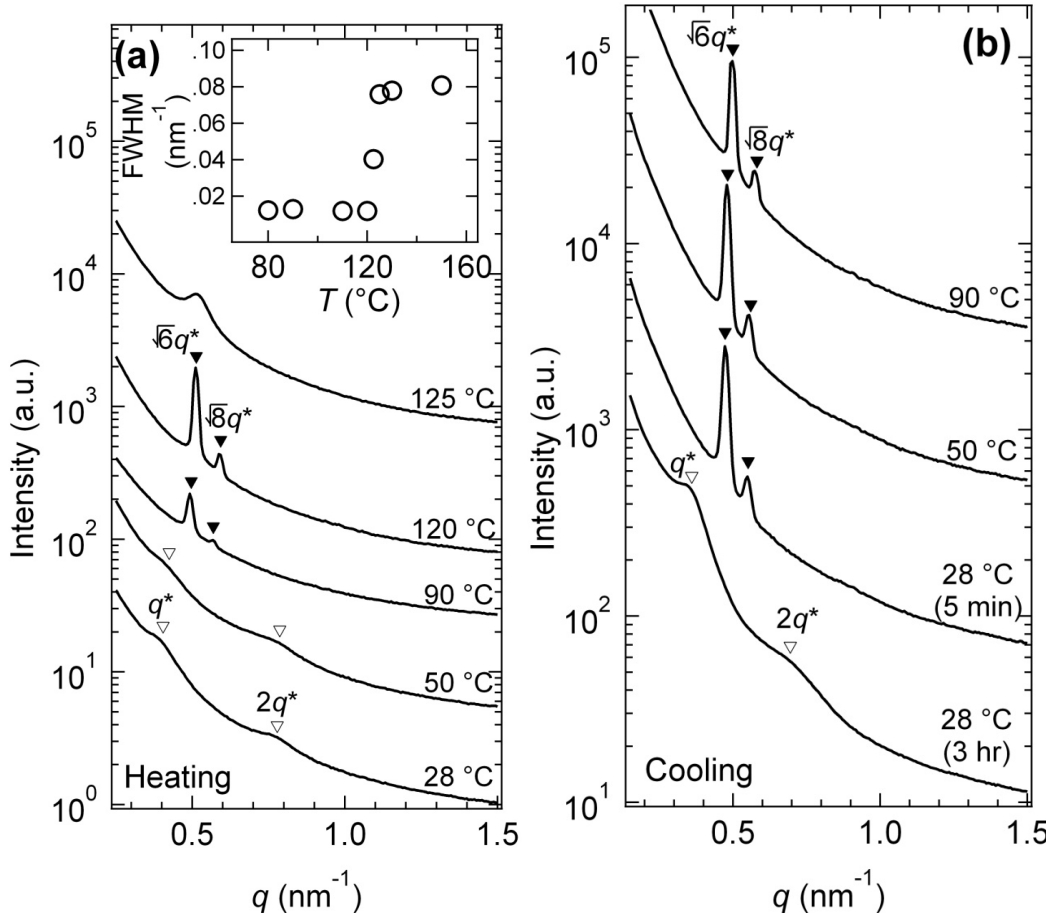 (a)
FWHM
(nm⁻¹)
.10
.08
.06
.04
.02
80
120
160
T (°C)
10⁵
10⁴
10³
10²
10¹
10⁰
Intensity (a.u.)
125 °C
√6q*
√8q*
120 °C
90 °C
50 °C
q*
2q*
28 °C
Heating
0.5
1.0
1.5
q (nm⁻¹)
(b)
10⁵
10⁴
10³
10²
10¹
Intensity (a.u.)
√6q*
√8q*
90 °C
50 °C
28 °C
(5 min)
q*
2q*
28 °C
(3 hr)
Cooling
0.5
1.0
1.5
q (nm⁻¹)